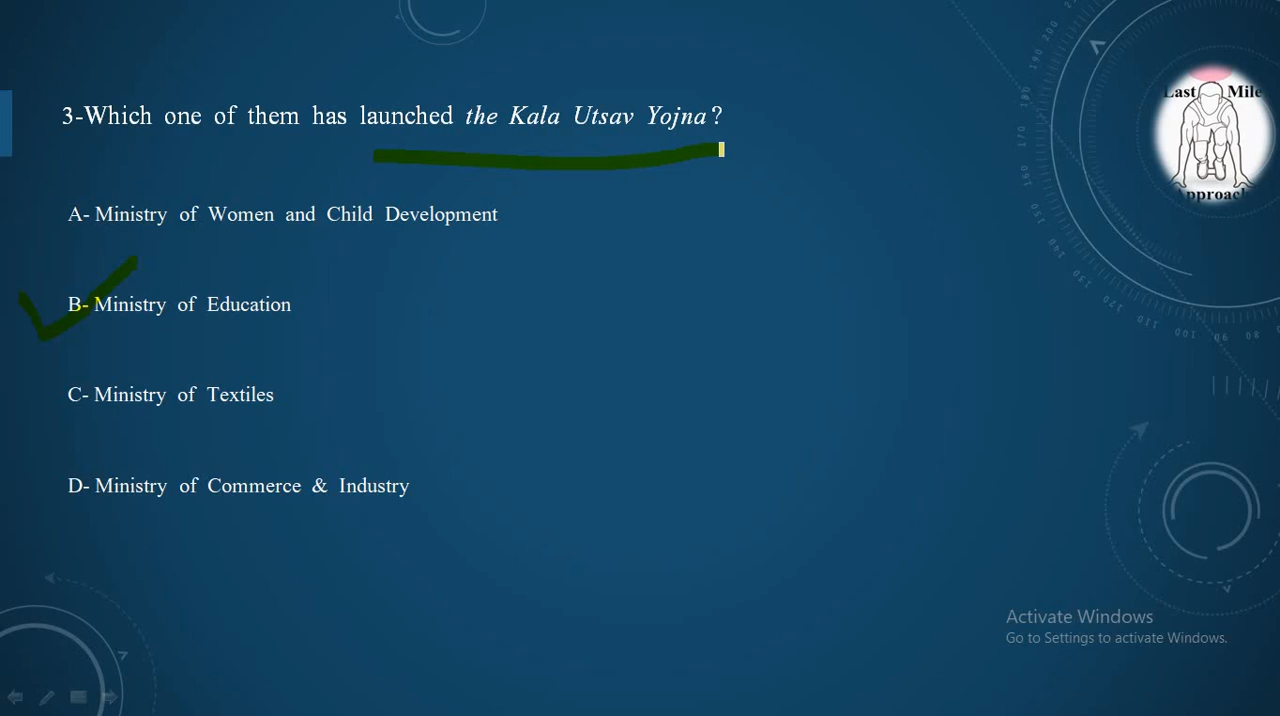 3-Which one of them has launched the Kala Utsav Yojna?
Last Mile
Approach
A- Ministry of Women and Child Development
B- Ministry of Education
C- Ministry of Textiles
D- Ministry of Commerce & Industry
Activate Windows
Go to Settings to activate Windows.